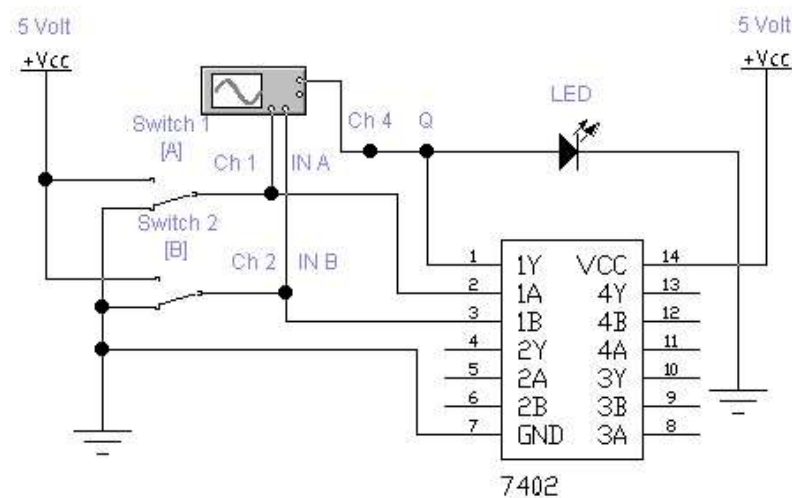 5 Volt
+Vcc
5 Volt
+Vcc
LED
Switch 1
[A]
Ch 4 Q
Ch 1 IN A
Switch 2
[B]
Ch 2 IN B
1 1Y VCC 14
2 1A 4Y 13
3 1B 4B 12
4 2Y 4A 11
5 2A 3Y 10
6 2B 3B 9
7 GND 3A 8
7402